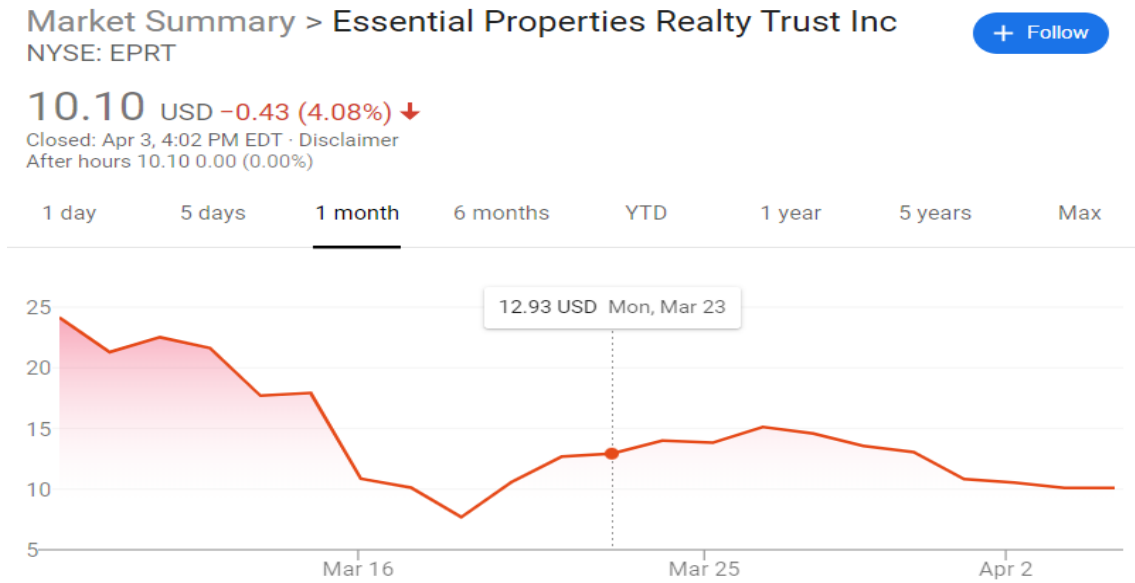 Market Summary > Essential Properties Realty Trust Inc
NYSE: EPRT
+ Follow
10.10 USD −0.43 (4.08%) ↓
Closed: Apr 3, 4:02 PM EDT · Disclaimer
After hours 10.10 0.00 (0.00%)
1 day 5 days 1 month 6 months YTD 1 year 5 years Max
12.93 USD Mon, Mar 23
25
20
15
10
5
Mar 16 Mar 25 Apr 2